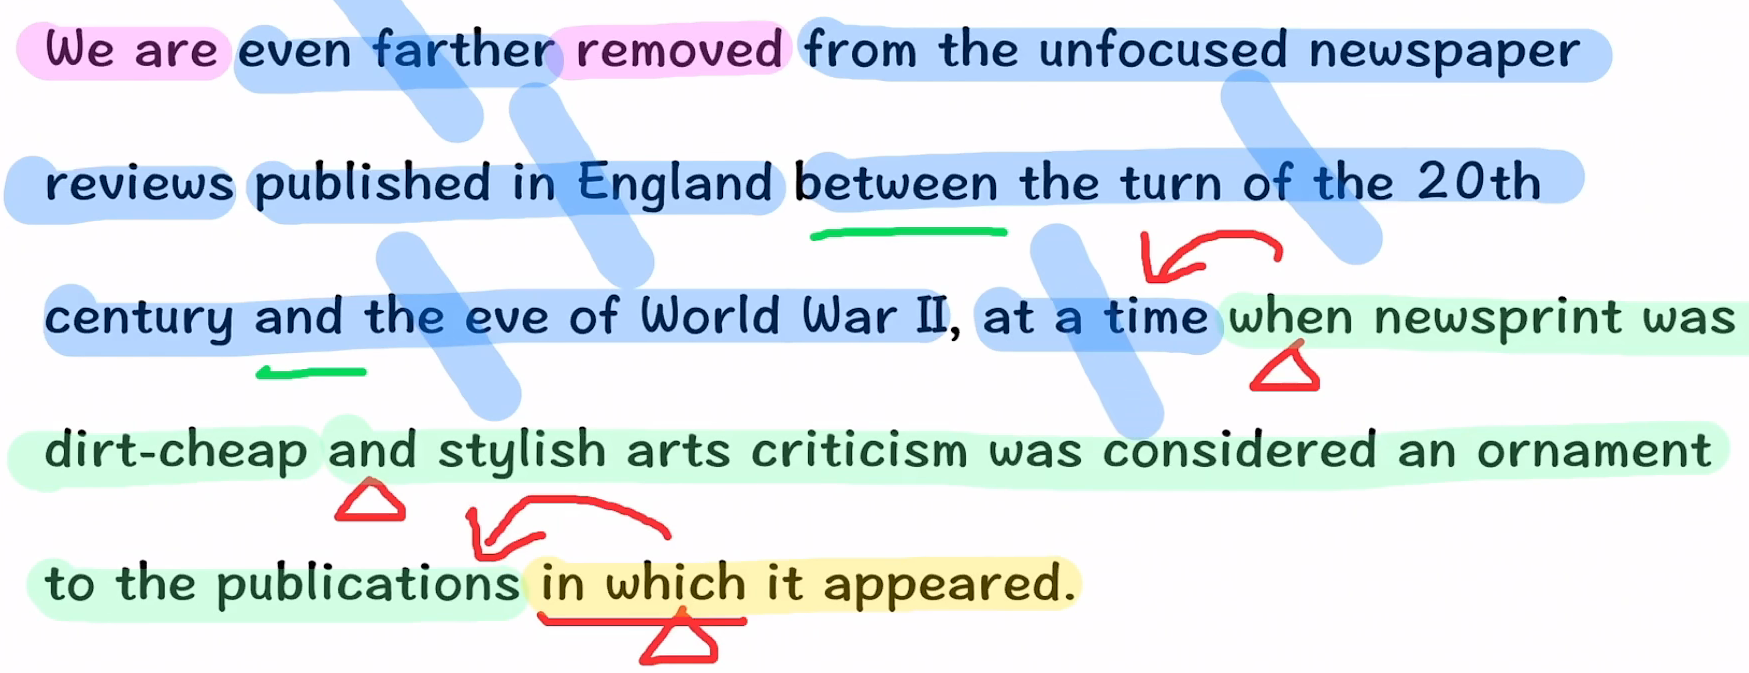 We are even farther removed from the unfocused newspaper
reviews published in England between the turn of the 20th
century and the eve of World War II, at a time when newsprint was
dirt-cheap and stylish arts criticism was considered an ornament
to the publications in which it appeared.